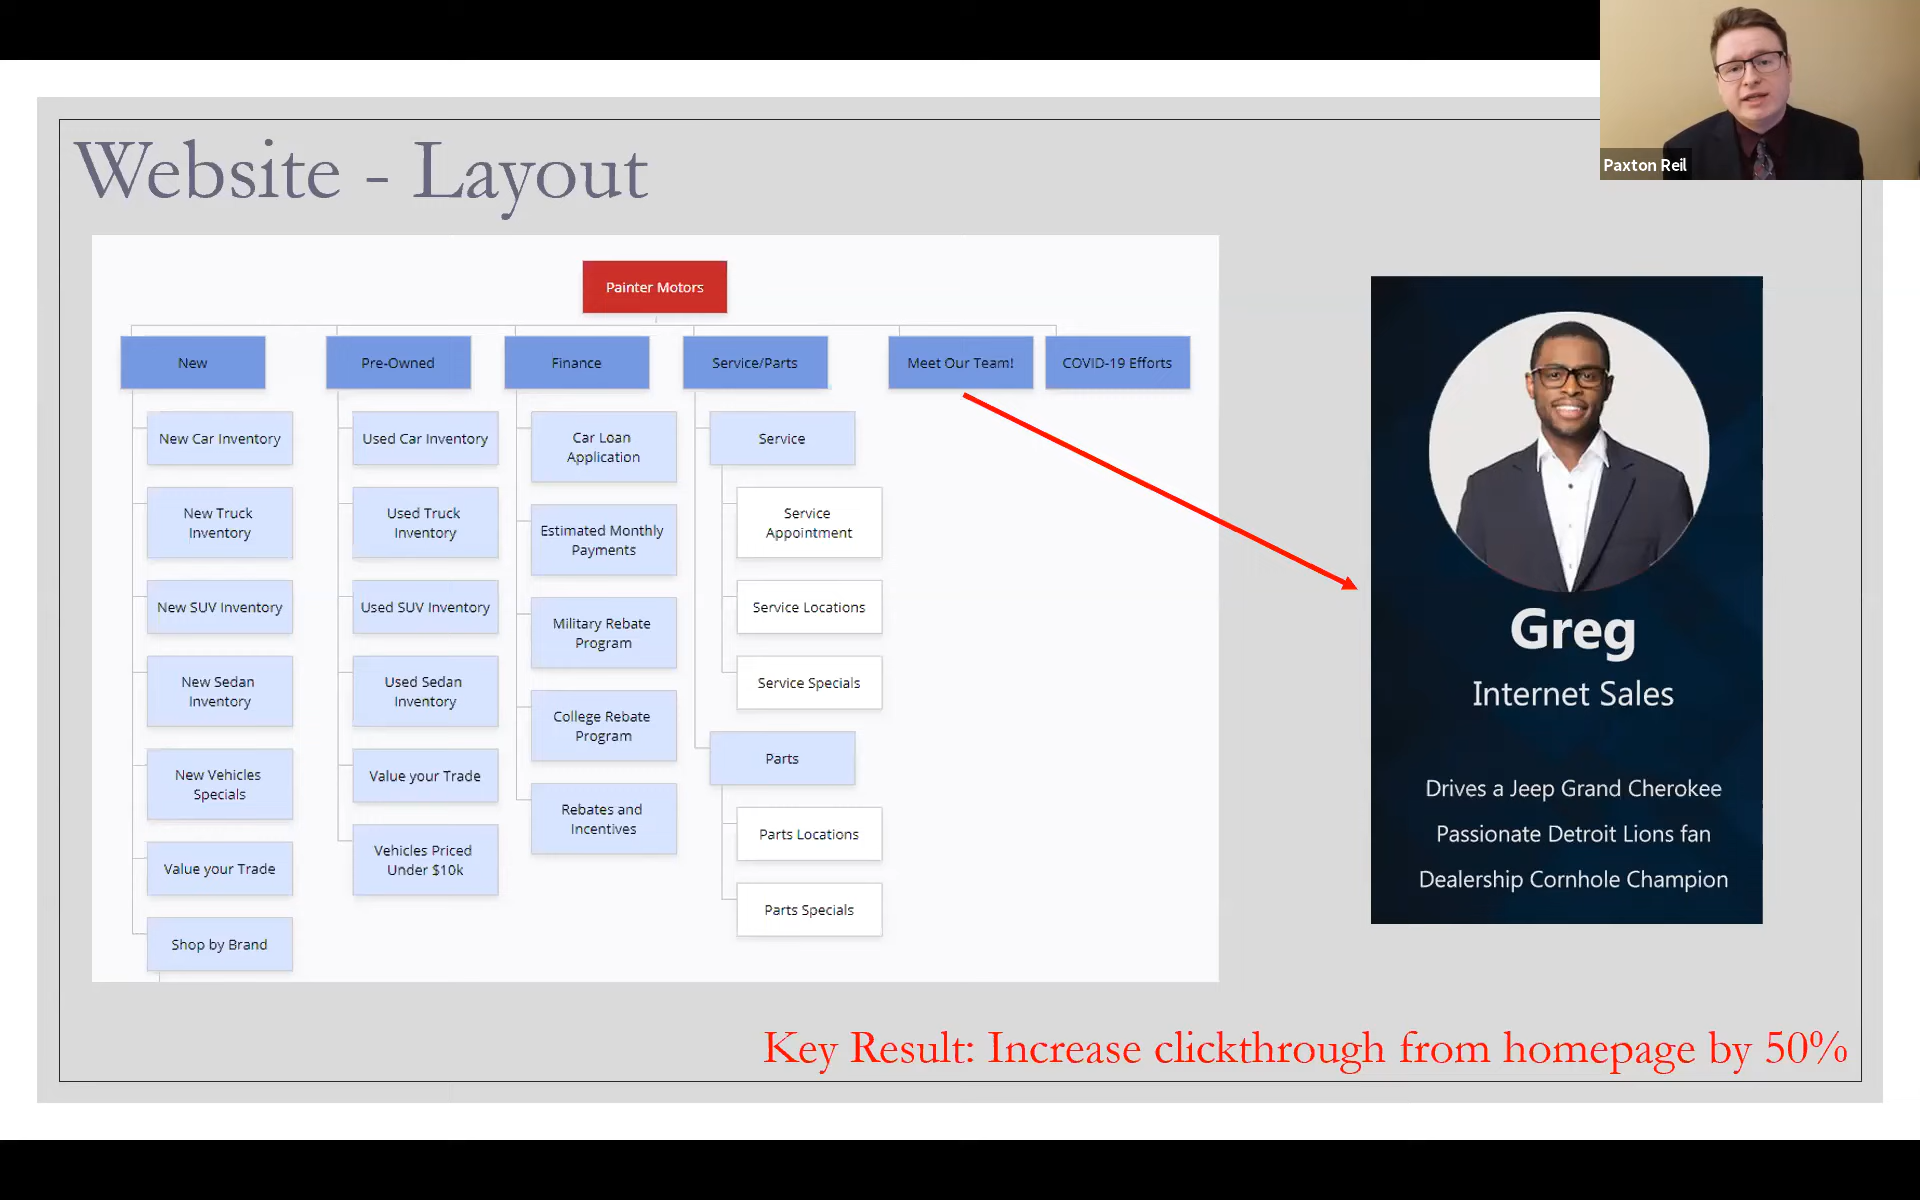 Paxton Reil
Website - Layout
Painter Motors
New
Pre-Owned
Finance
Service/Parts
Meet Our Team!
COVID-19 Efforts
New Car Inventory
New Truck
Inventory
New SUV Inventory
New Sedan
Inventory
New Vehicles
Specials
Value your Trade
Shop by Brand
Used Car Inventory
Used Truck
Inventory
Used SUV Inventory
Used Sedan
Inventory
Value your Trade
Vehicles Priced
Under $10k
Car Loan
Application
Estimated Monthly
Payments
Military Rebate
Program
College Rebate
Program
Rebates and
Incentives
Service
Service
Appointment
Service Locations
Service Specials
Parts
Parts Locations
Parts Specials
Greg
Internet Sales
Drives a Jeep Grand Cherokee
Passionate Detroit Lions fan
Dealership Cornhole Champion
Key Result: Increase clickthrough from homepage by 50%